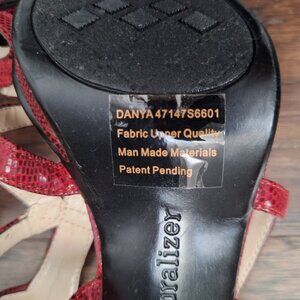 DANYA 47147S6601
Fabric Upper Quality
Man Made Materials
Patent Pending
uralizer